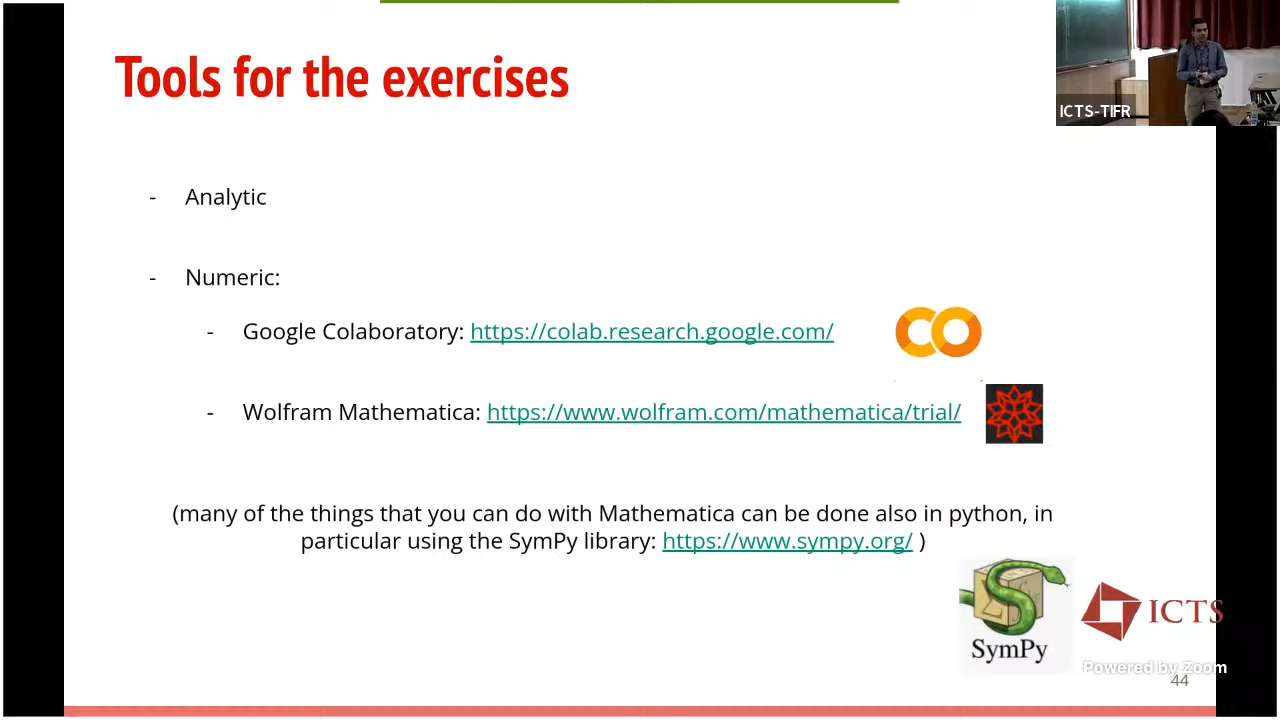 Tools for the exercises
ICTS-TIFR
- Analytic
- Numeric:
- Google Colaboratory: https://colab.research.google.com/
- Wolfram Mathematica: https://www.wolfram.com/mathematica/trial/
(many of the things that you can do with Mathematica can be done also in python, in
particular using the SymPy library: https://www.sympy.org/ )
SymPy
ICTS
Powered by Zoom
44